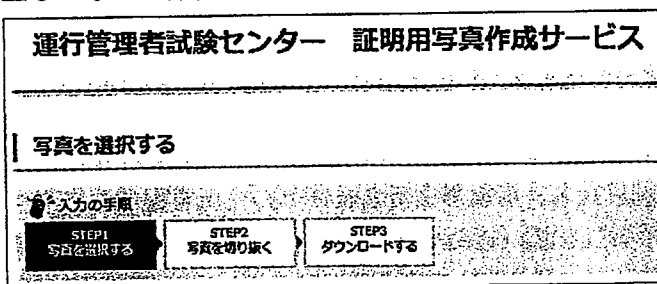 運行管理者試験センター　証明用写真作成サービス
写真を選択する
入力の手順
STEP1 STEP2 STEP3
写真を選択する 写真を切り抜く ダウンロードする